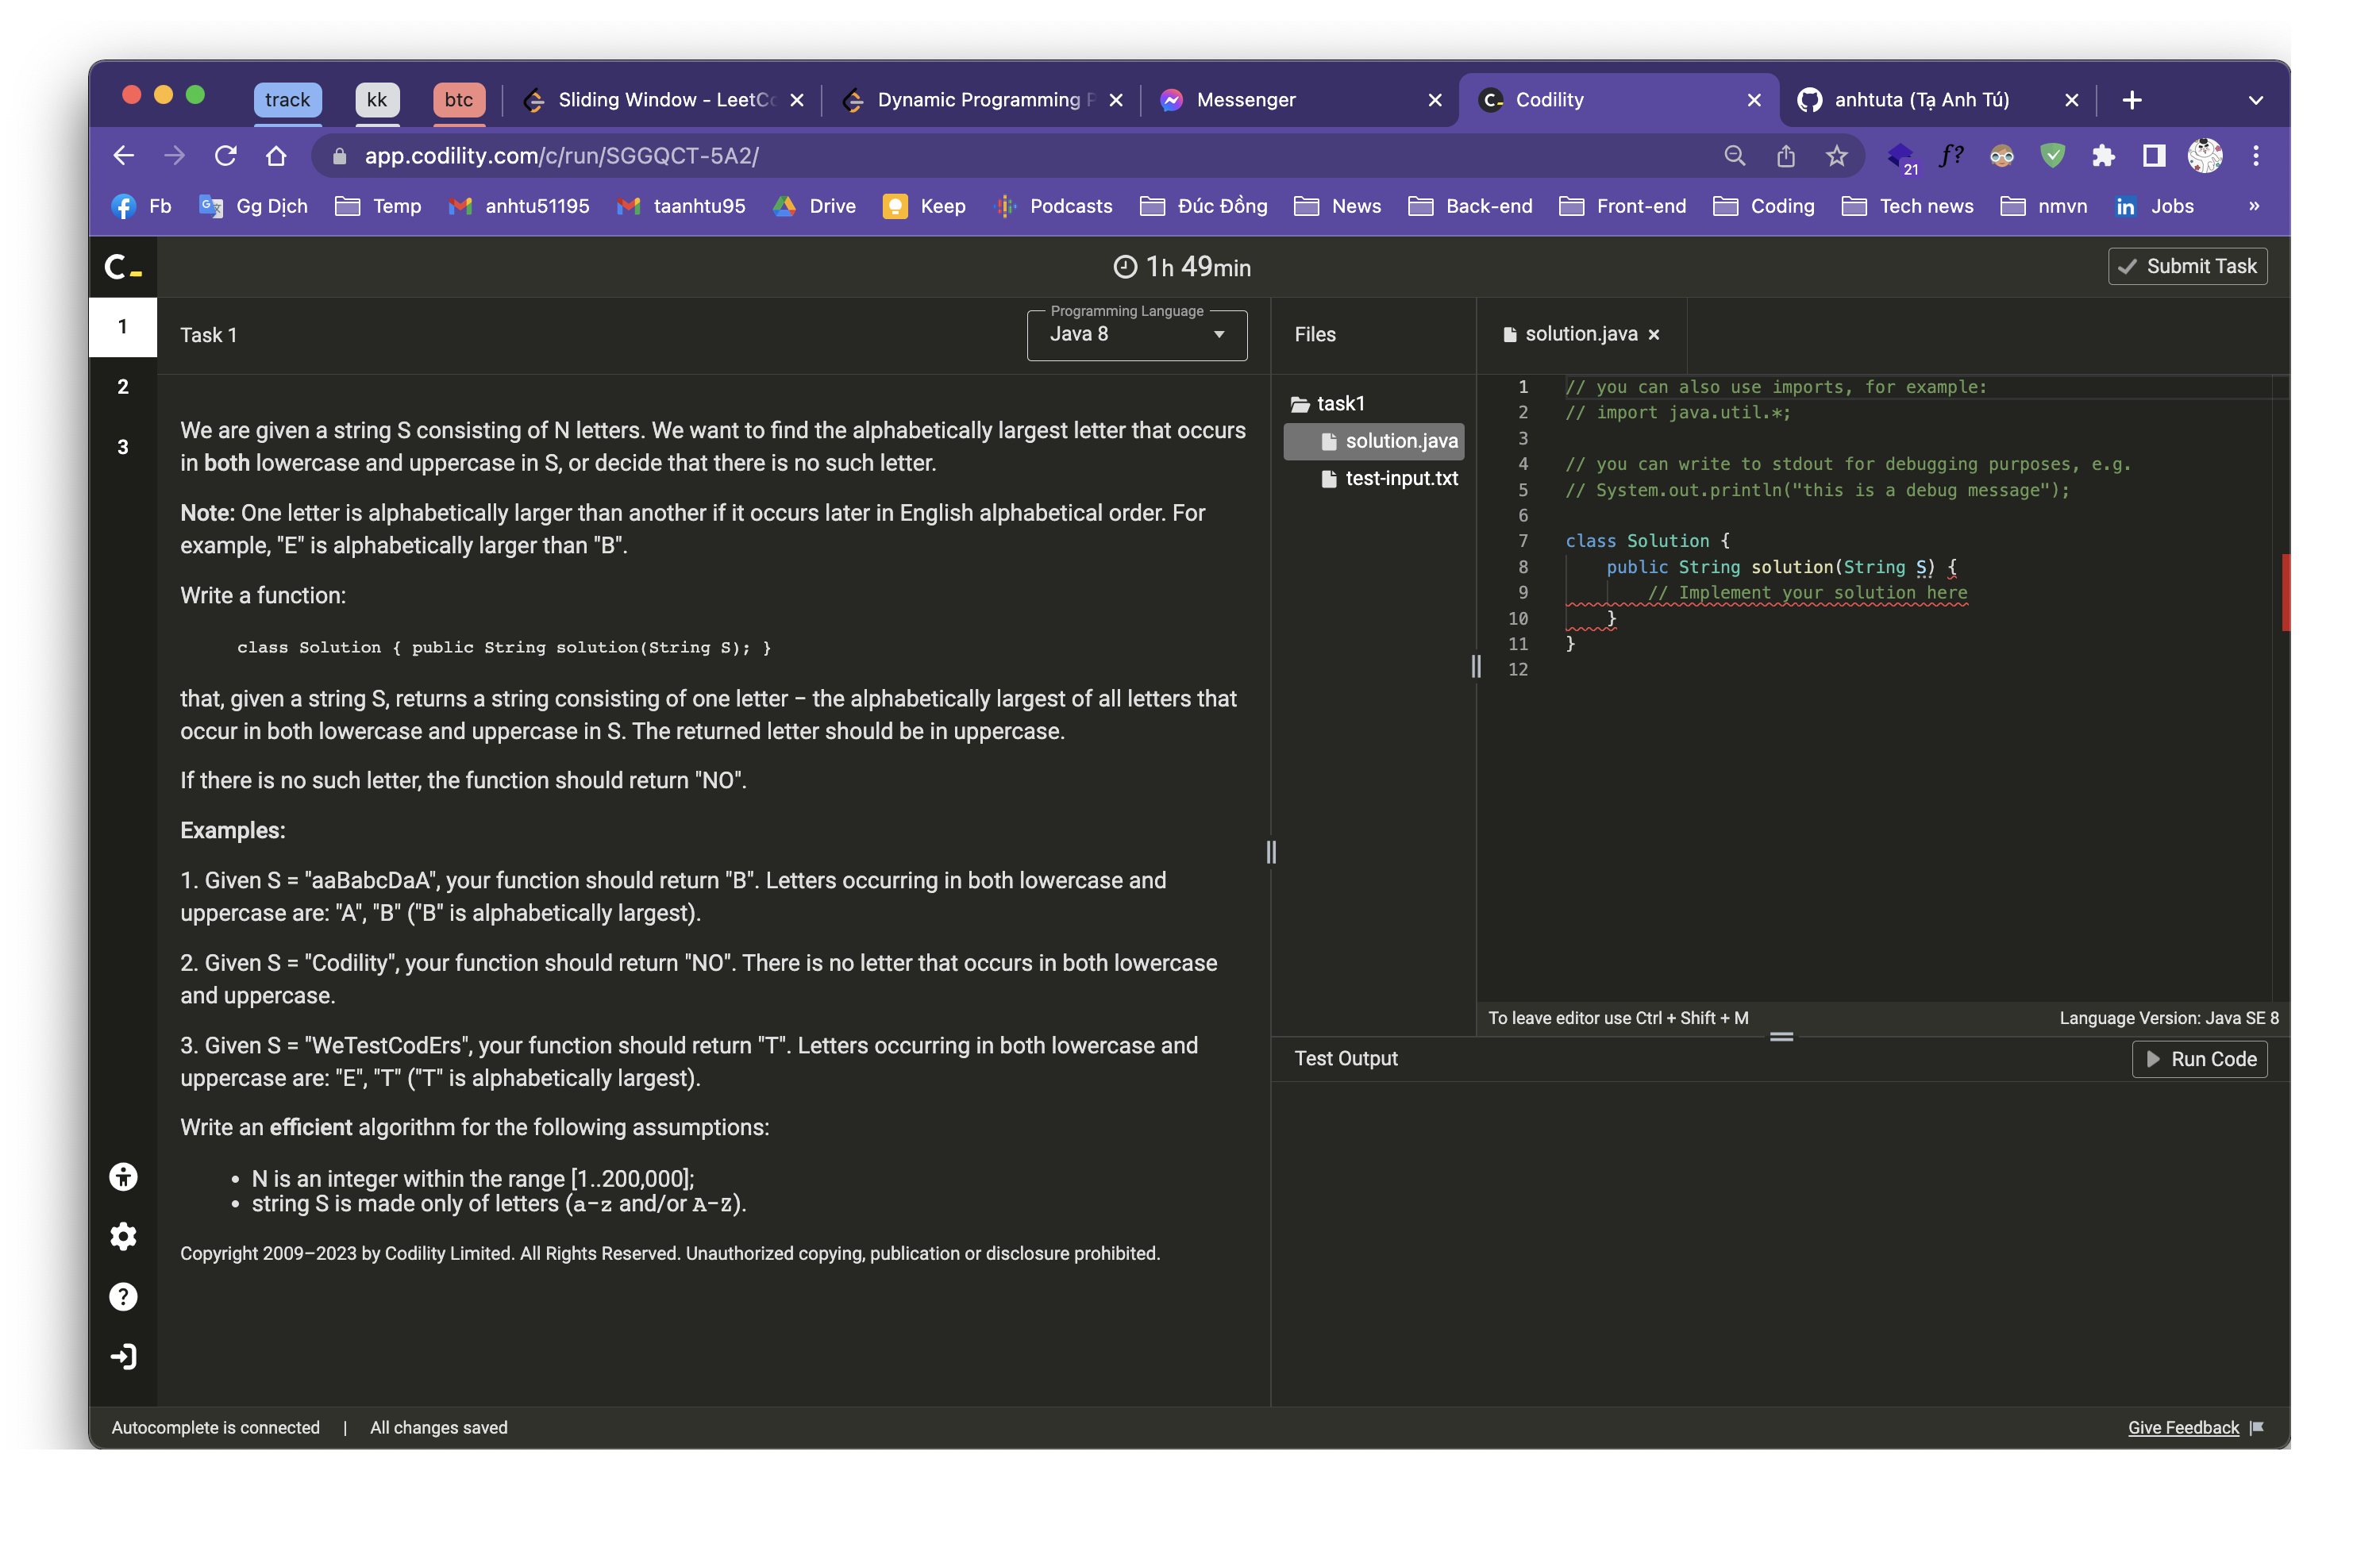 track
kk
btc
Sliding Window - LeetCo
Dynamic Programming P
Messenger
Codility
anhtuta (Tạ Anh Tú)
app.codility.com/c/run/SGGQCT-5A2/
f?
21
Fb
Gg Dịch
Temp
anhtu51195
taanhtu95
Drive
Keep
Podcasts
Đúc Đồng
News
Back-end
Front-end
Coding
Tech news
nmvn
Jobs
»
1h 49min
Submit Task
1
2
3
Task 1
Programming Language
Java 8
We are given a string S consisting of N letters. We want to find the alphabetically largest letter that occurs
in both lowercase and uppercase in S, or decide that there is no such letter.
Note: One letter is alphabetically larger than another if it occurs later in English alphabetical order. For
example, "E" is alphabetically larger than "B".
Write a function:
class Solution { public String solution(String S); }
that, given a string S, returns a string consisting of one letter – the alphabetically largest of all letters that
occur in both lowercase and uppercase in S. The returned letter should be in uppercase.
If there is no such letter, the function should return "NO".
Examples:
1. Given S = "aaBabcDaA", your function should return "B". Letters occurring in both lowercase and
uppercase are: "A", "B" ("B" is alphabetically largest).
2. Given S = "Codility", your function should return "NO". There is no letter that occurs in both lowercase
and uppercase.
3. Given S = "WeTestCodErs", your function should return "T". Letters occurring in both lowercase and
uppercase are: "E", "T" ("T" is alphabetically largest).
Write an efficient algorithm for the following assumptions:
• N is an integer within the range [1..200,000];
• string S is made only of letters (a-z and/or A-Z).
Copyright 2009–2023 by Codility Limited. All Rights Reserved. Unauthorized copying, publication or disclosure prohibited.
Files
task1
solution.java
test-input.txt
solution.java
1 // you can also use imports, for example:
2 // import java.util.*;
3
4 // you can write to stdout for debugging purposes, e.g.
5 // System.out.println("this is a debug message");
6
7 class Solution {
8 public String solution(String S) {
9 // Implement your solution here
10 }
11 }
12
To leave editor use Ctrl + Shift + M
Language Version: Java SE 8
Test Output
Run Code
Autocomplete is connected | All changes saved
Give Feedback